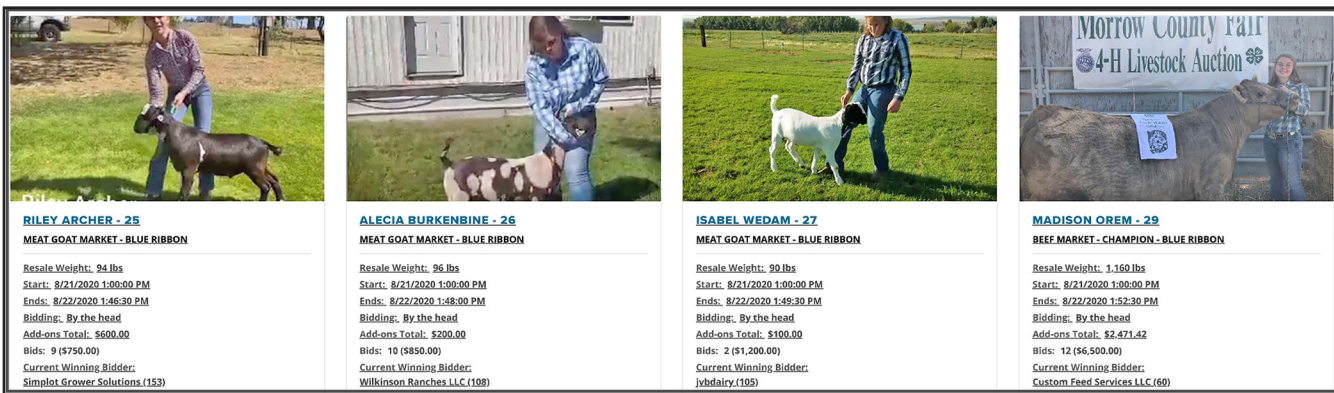 RILEY ARCHER - 25
MEAT GOAT MARKET - BLUE RIBBON
Resale Weight: 94 lbs
Start: 8/21/2020 1:00:00 PM
Ends: 8/22/2020 1:46:30 PM
Bidding: By the head
Add-ons Total: $600.00
Bids: 9 ($750.00)
Current Winning Bidder:
Simplot Grower Solutions (153)
ALECIA BURKENBINE - 26
MEAT GOAT MARKET - BLUE RIBBON
Resale Weight: 96 lbs
Start: 8/21/2020 1:00:00 PM
Ends: 8/22/2020 1:48:00 PM
Bidding: By the head
Add-ons Total: $200.00
Bids: 10 ($850.00)
Current Winning Bidder:
Wilkinson Ranches LLC (108)
ISABEL WEDAM - 27
MEAT GOAT MARKET - BLUE RIBBON
Resale Weight: 90 lbs
Start: 8/21/2020 1:00:00 PM
Ends: 8/22/2020 1:49:30 PM
Bidding: By the head
Add-ons Total: $100.00
Bids: 2 ($1,200.00)
Current Winning Bidder:
jvbdairy (105)
Morrow County Fair
4-H Livestock Auction
MADISON OREM - 29
BEEF MARKET - CHAMPION - BLUE RIBBON
Resale Weight: 1,160 lbs
Start: 8/21/2020 1:00:00 PM
Ends: 8/22/2020 1:52:30 PM
Bidding: By the head
Add-ons Total: $2,471.42
Bids: 12 ($6,500.00)
Current Winning Bidder:
Custom Feed Services LLC (60)